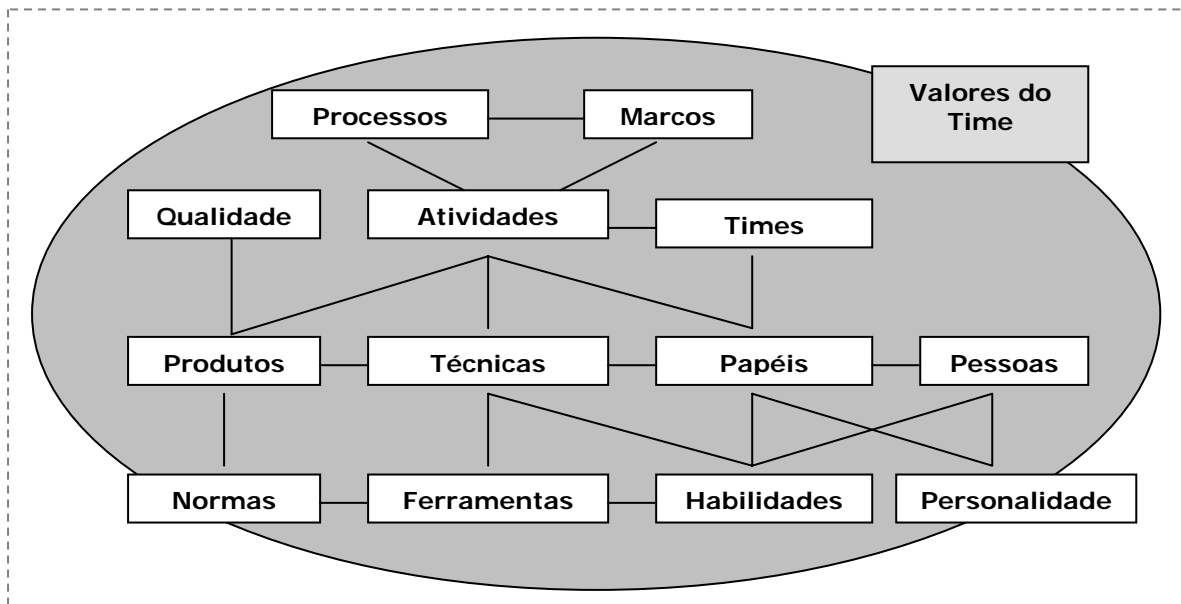 Processos
Marcos
Valores do
Time
Qualidade
Atividades
Times
Produtos
Técnicas
Papéis
Pessoas
Normas
Ferramentas
Habilidades
Personalidade